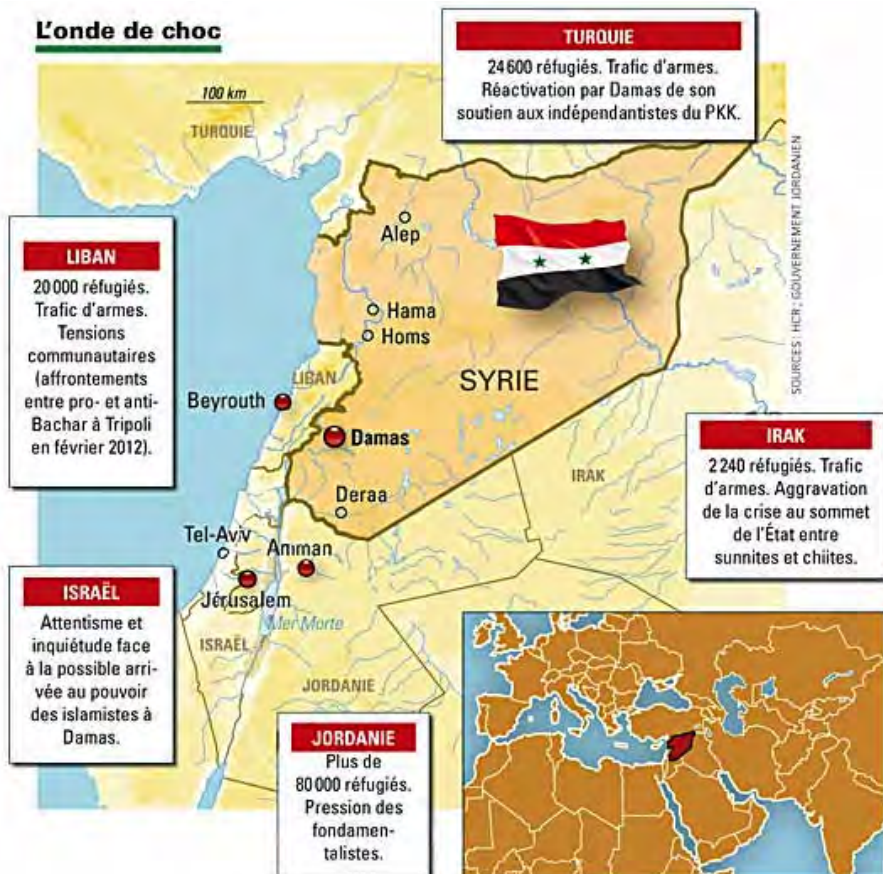 L'onde de choc
TURQUIE
24600 réfugiés. Trafic d'armes.
Réactivation par Damas de son
soutien aux indépendantistes du PKK.
100 km
TURQUIE
SOURCES : HCR ; GOUVERNEMENT JORDANIEN
Alep
LIBAN
20000 réfugiés.
Trafic d'armes.
Tensions
communautaires
(affrontements
entre pro- et anti-
Bachar à Tripoli
en février 2012).
Hama
Homs
LIBAN
SYRIE
Beyrouth
Damas
IRAK
2240 réfugiés. Trafic
d'armes. Aggravation
de la crise au sommet
de l'État entre
sunnites et chiites.
IRAK
Deraa
Tel-Aviv
Amman
Jérusalem
Mer Morte
ISRAËL
Attentisme et
inquiétude face
à la possible arri-
vée au pouvoir
des islamistes à
Damas.
ISRAËL
JORDANIE
JORDANIE
Plus de
80000 réfugiés.
Pression des
fondamen-
talistes.